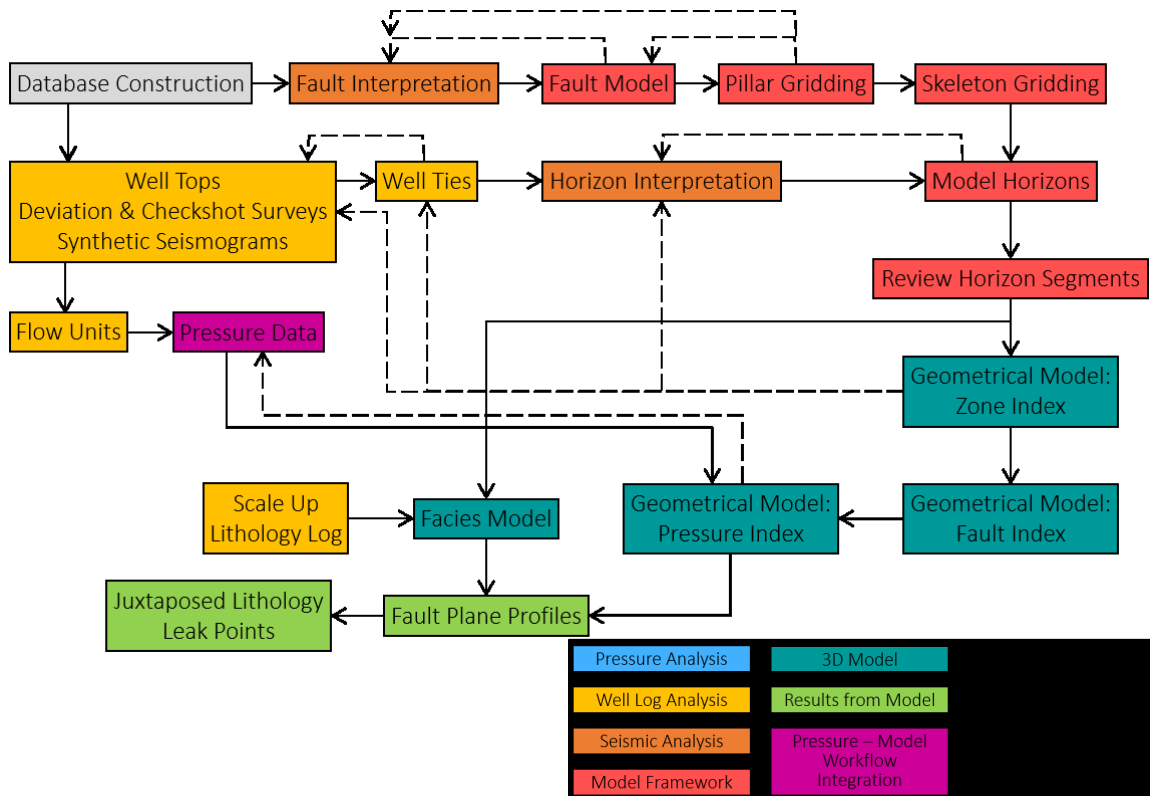 Database Construction
Fault Interpretation
Fault Model
Pillar Gridding
Skeleton Gridding
Well Tops
Deviation & Checkshot Surveys
Synthetic Seismograms
Well Ties
Horizon Interpretation
Model Horizons
Review Horizon Segments
Flow Units
Pressure Data
Geometrical Model:
Zone Index
Scale Up
Lithology Log
Facies Model
Geometrical Model:
Pressure Index
Geometrical Model:
Fault Index
Juxtaposed Lithology
Leak Points
Fault Plane Profiles
Pressure Analysis
Well Log Analysis
Seismic Analysis
Model Framework
3D Model
Results from Model
Pressure – Model
Workflow
Integration